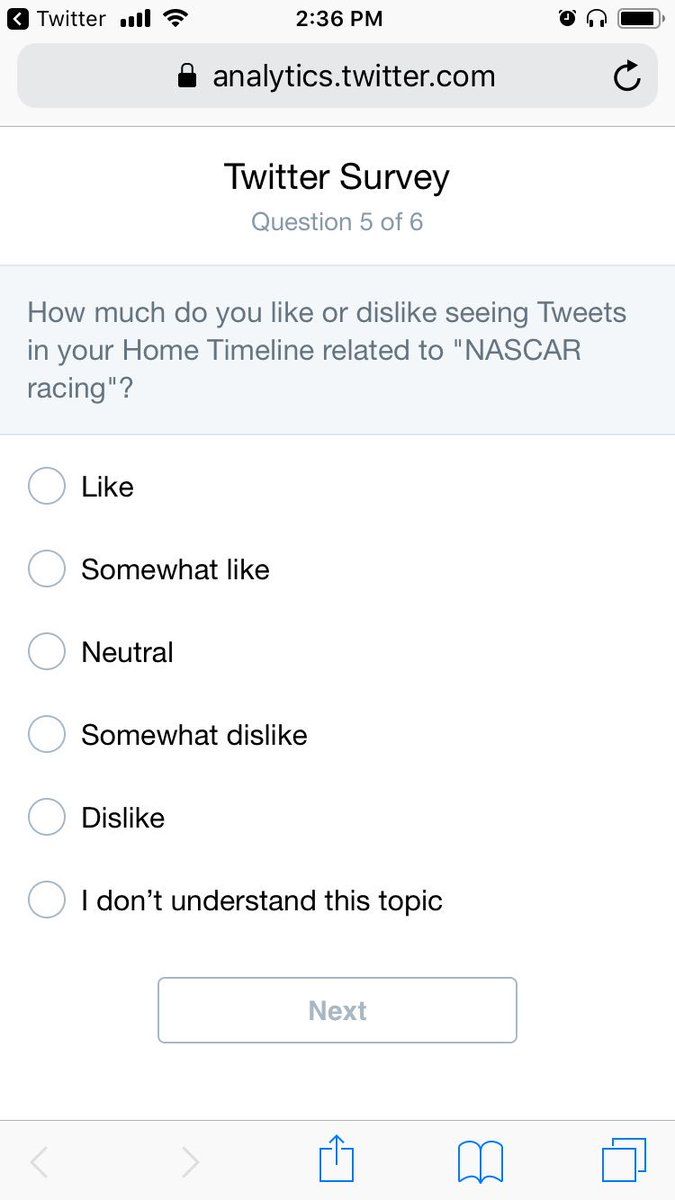 Twitter
2:36 PM
analytics.twitter.com
Twitter Survey
Question 5 of 6
How much do you like or dislike seeing Tweets
in your Home Timeline related to "NASCAR
racing"?
Like
Somewhat like
Neutral
Somewhat dislike
Dislike
I don’t understand this topic
Next